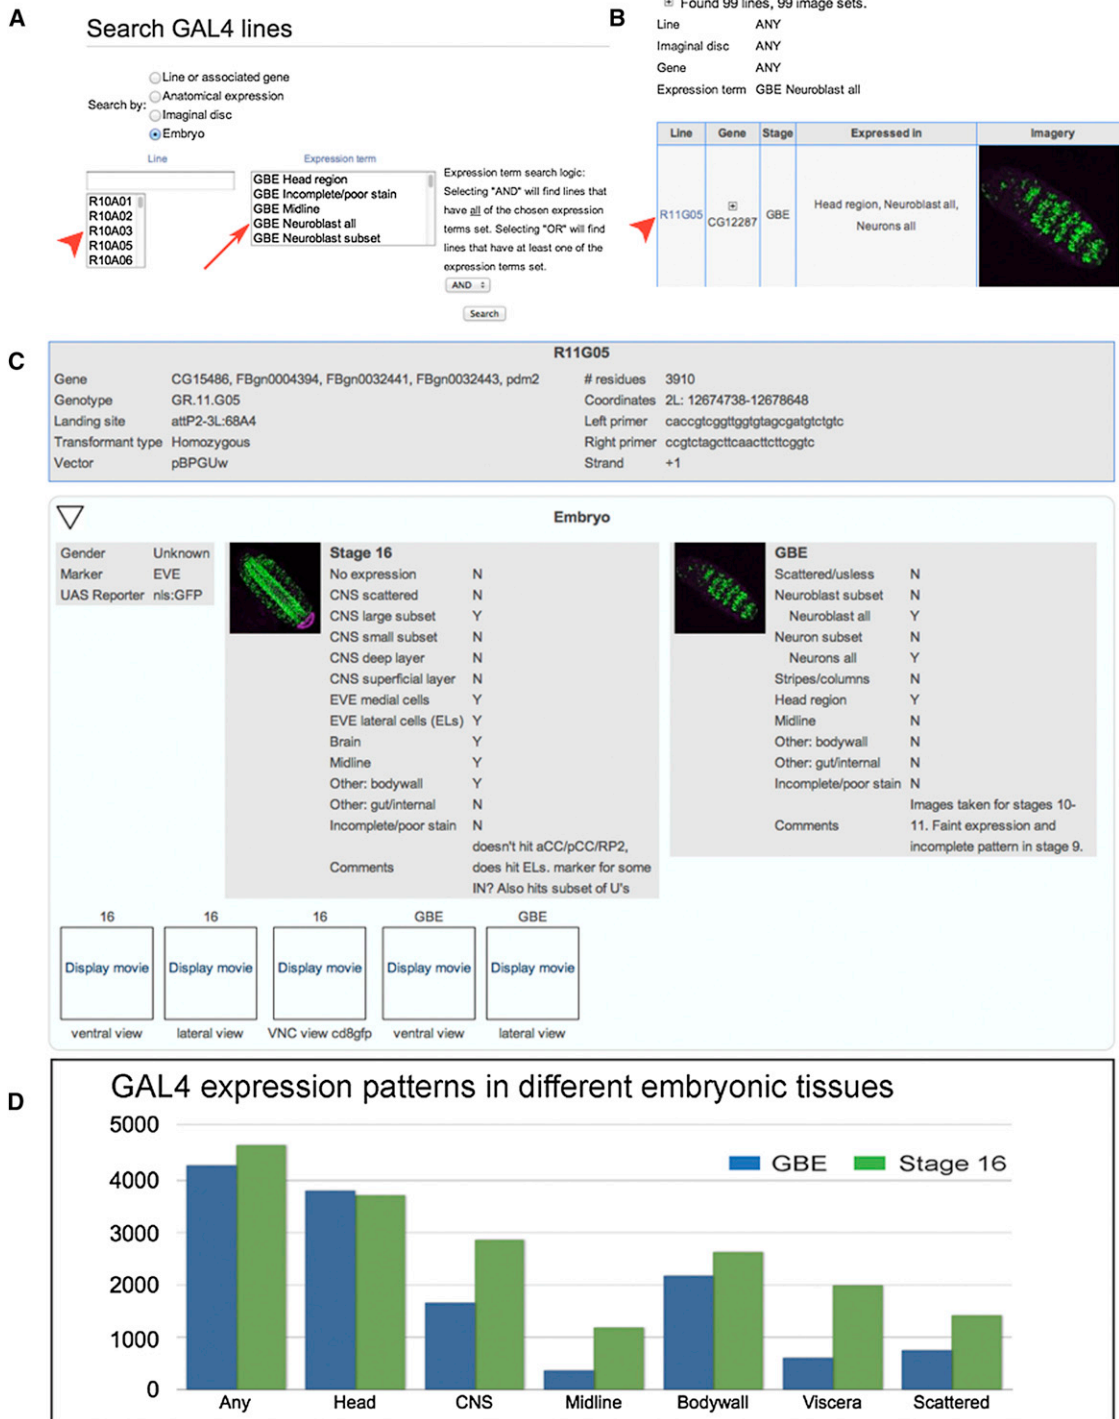 A
Search GAL4 lines
Search by:
Line or associated gene
Anatomical expression
Imaginal disc
Embryo
Line
R10A01
R10A02
R10A03
R10A05
R10A06
Expression term
GBE Head region
GBE Incomplete/poor stain
GBE Midline
GBE Neuroblast all
GBE Neuroblast subset
Expression term search logic:
Selecting "AND" will find lines that
have all of the chosen expression
terms set. Selecting "OR" will find
lines that have at least one of the
expression terms set.
AND
Search
B
Found 99 lines, 99 image sets.
Line ANY
Imaginal disc ANY
Gene ANY
Expression term GBE Neuroblast all
Line Gene Stage Expressed in Imagery
R11G05 CG12287 GBE Head region, Neuroblast all,
Neurons all
C
R11G05
Gene CG15486, FBgn0004394, FBgn0032441, FBgn0032443, pdm2
Genotype GR.11.G05
Landing site attP2-3L:68A4
Transformant type Homozygous
Vector pBPGUw
# residues 3910
Coordinates 2L: 12674738-12678648
Left primer caccgtcggttggtgtagcgatgtctgtc
Right primer ccgtctagcttcaacttcttcggtc
Strand +1
Embryo
Gender Unknown
Marker EVE
UAS Reporter nls:GFP
Stage 16
No expression N
CNS scattered N
CNS large subset Y
CNS small subset N
CNS deep layer N
CNS superficial layer N
EVE medial cells Y
EVE lateral cells (ELs) Y
Brain Y
Midline Y
Other: bodywall Y
Other: gut/internal N
Incomplete/poor stain N
Comments doesn't hit aCC/pCC/RP2,
does hit ELs. marker for some
IN? Also hits subset of U's
GBE
Scattered/usless N
Neuroblast subset N
Neuroblast all Y
Neuron subset N
Neurons all Y
Stripes/columns N
Head region Y
Midline N
Other: bodywall N
Other: gut/internal N
Incomplete/poor stain N
Comments Images taken for stages 10-
11. Faint expression and
incomplete pattern in stage 9.
16 16 16 GBE GBE
Display movie Display movie Display movie Display movie Display movie
ventral view lateral view VNC view cd8gfp ventral view lateral view
D
GAL4 expression patterns in different embryonic tissues
5000
4000
3000
2000
1000
0
GBE Stage 16
Any Head CNS Midline Bodywall Viscera Scattered